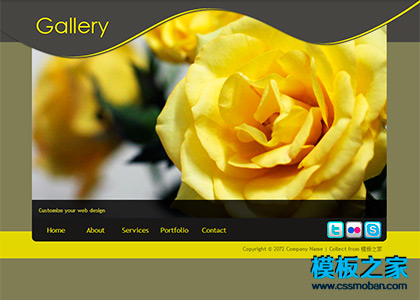 Gallery
Customize your web design
Home About Services Portfolio Contact
Copyright © 2072 Company Name | Collect from 模板之家
模板之家
www.cssmoban.com